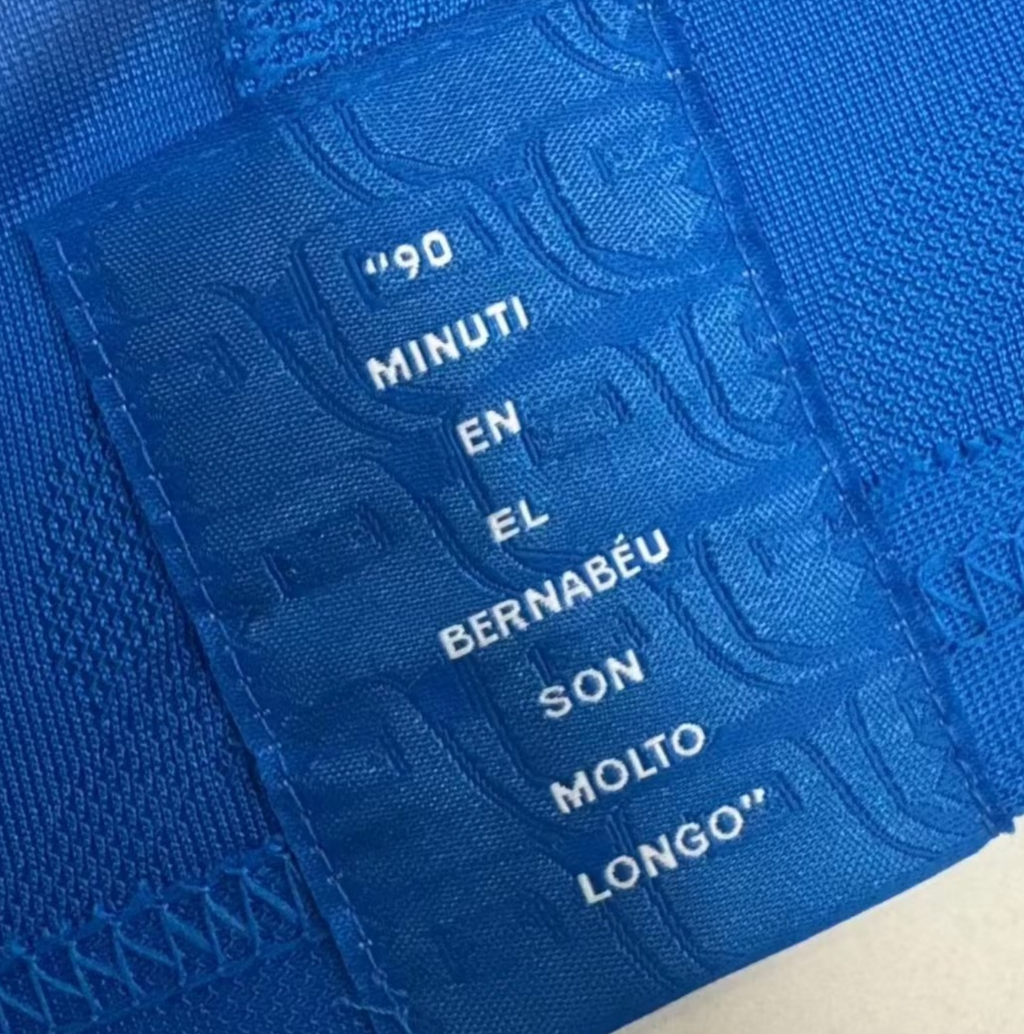 "90
MINUTI
EN
EL
BERNABÉU
SON
MOLTO
LONGO"